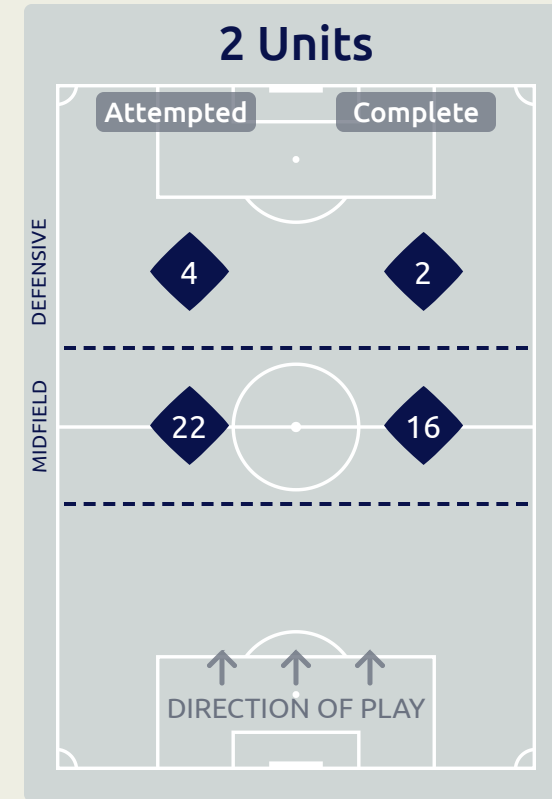 2 Units
Attempted Complete
DEFENSIVE
4 2
MIDFIELD
22 16
DIRECTION OF PLAY